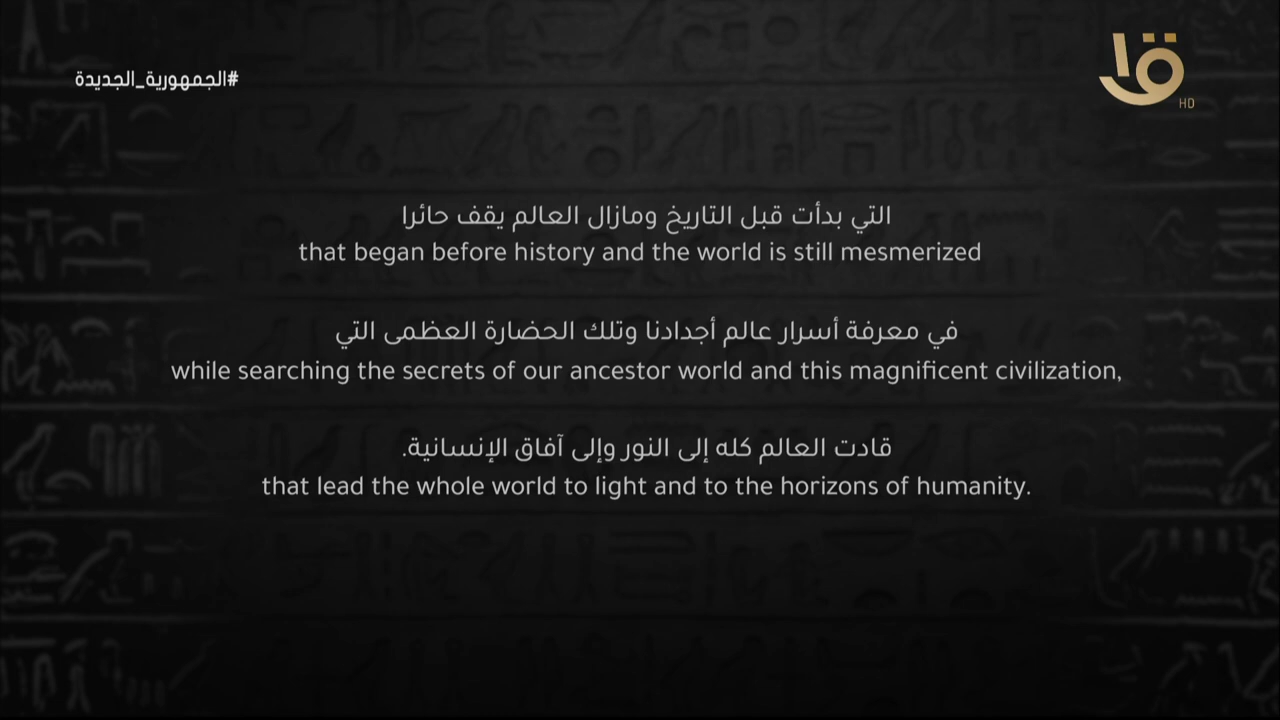 #الجمهورية_الجديدة
HD
التي بدأت قبل التاريخ ومازال العالم يقف حائرا
that began before history and the world is still mesmerized
في معرفة أسرار عالم أجدادنا وتلك الحضارة العظمى التي
while searching the secrets of our ancestor world and this magnificent civilization,
قادت العالم كله إلى النور وإلى آفاق الإنسانية.
that lead the whole world to light and to the horizons of humanity.